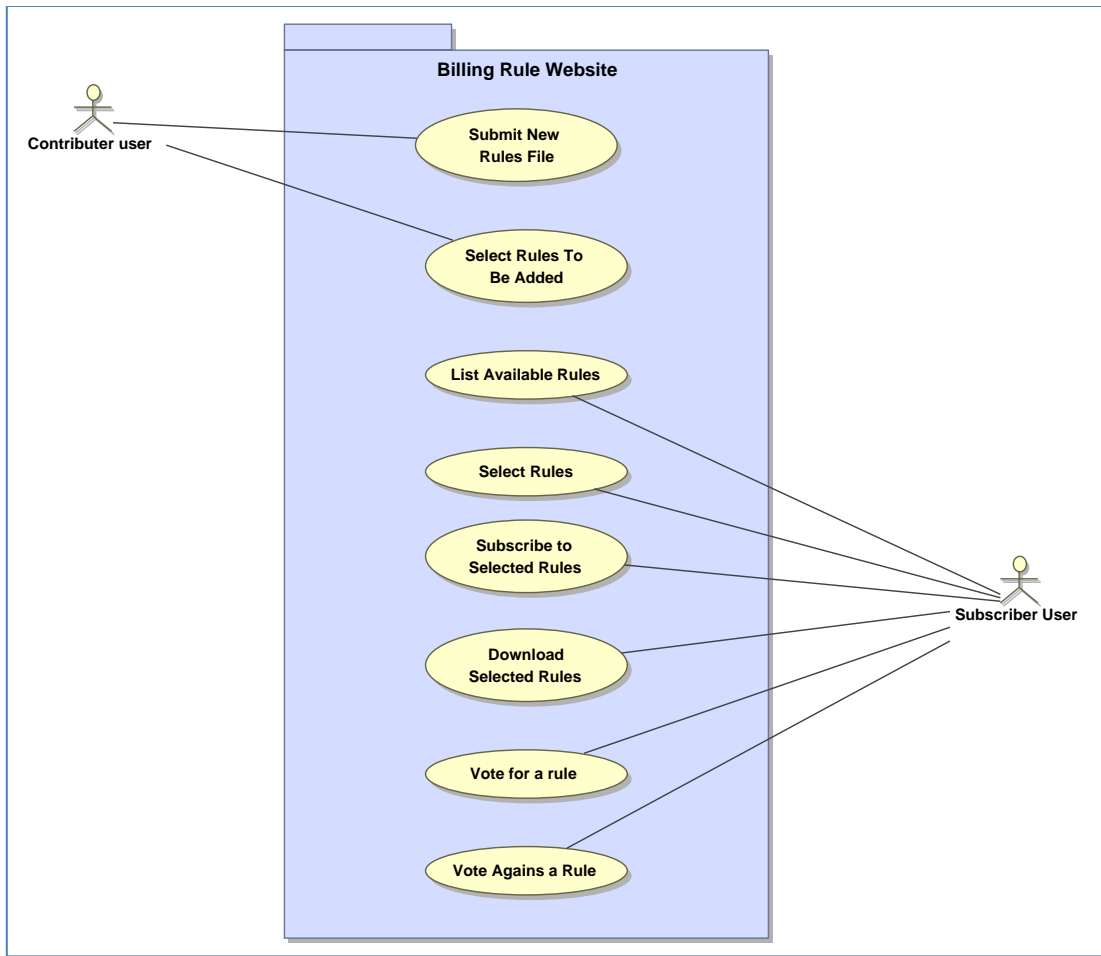 Billing Rule Website
Contributer user
Submit New
Rules File
Select Rules To
Be Added
List Available Rules
Select Rules
Subscribe to
Selected Rules
Subscriber User
Download
Selected Rules
Vote for a rule
Vote Agains a Rule